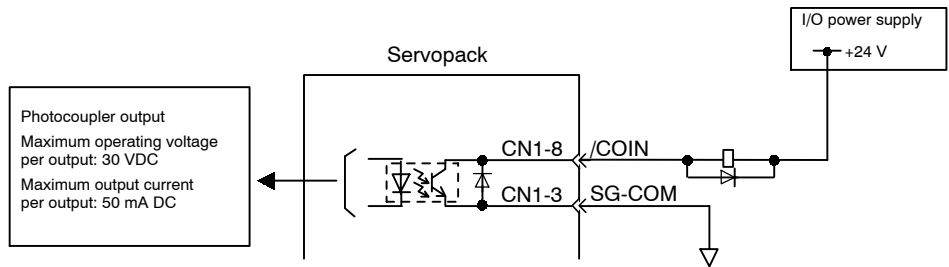 I/O power supply
+24 V
Servopack
Photocoupler output
Maximum operating voltage
per output: 30 VDC
Maximum output current
per output: 50 mA DC
CN1-8
/COIN
CN1-3
SG-COM